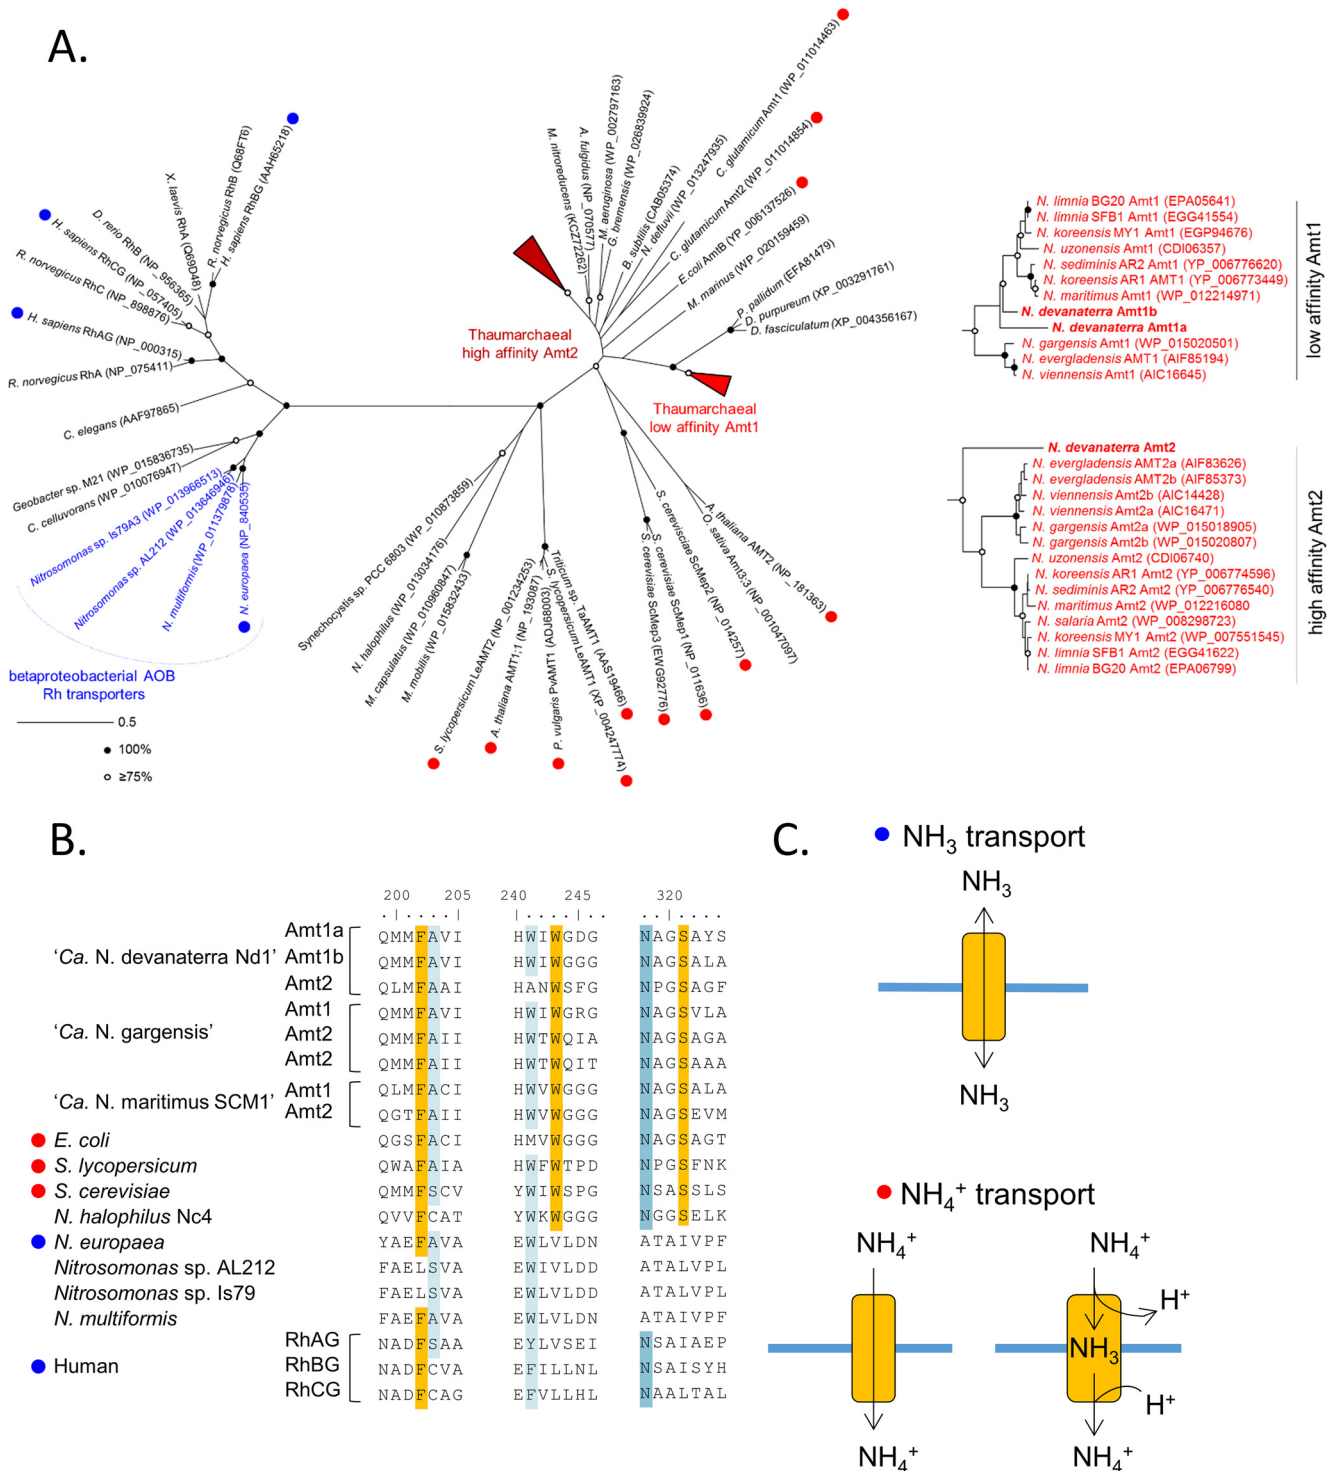 A.
C. glutamicum Amt1 (WP_011014463)
C. glutamicum Amt2 (WP_011014854)
E.coli AmtB (YP_006137526)
M. marinus (WP_020159459)
P. pallidum (EFA81479)
D. purpureum (XP_003291761)
D. fasciculatum (XP_004356167)
M. nitroreducens (KCZ72262)
A. fulgidus (NP_070577)
M. aeruginosa (WP_002797163)
G. bemensis (WP_026839924)
B. subtilis (CAB05374)
N. defluvii (WP_013247935)
X. laevis RhA (Q69D48)
R. norvegicus RhB (Q68FT6)
H. sapiens RhBG (AAH65218)
D. rerio RhB (NP_956365)
H. sapiens RhCG (NP_057405)
R. norvegicus RhC (NP_898876)
H. sapiens RhAG (NP_000315)
R. norvegicus RhA (NP_075411)
C. elegans (AAF97865)
Geobacter sp. M21 (WP_015836735)
C. celluvorans (WP_010076947)
Nitrosomonas sp. Is79A3 (WP_013966513)
Nitrosomonas sp. AL212 (WP_013646946)
N. multiformis (WP_011379878)
N. europaea (NP_840535)
betaproteobacterial AOB
Rh transporters
0.5
100%
≥75%
Thaumarchaeal
high affinity Amt2
Thaumarchaeal
low affinity Amt1
Synechocystis sp. PCC 6803 (WP_010873859)
N. halophilus (WP_013034176)
M. capsulatus (WP_010960847)
M. mobilis (WP_015832433)
S. lycopersicum LeAMT2 (NP_001234253)
A. thaliana AMT1;1 (NP_193087)
P. vulgaris PvAMT1 (ADJ68003)
Triticum sp. TaAMT1 (AAS19466)
S. lycopersicum LeAMT1 (XP_004247774)
S. cerevisiae ScMep3 (EWG92776)
S. cerevisiae ScMep1 (NP_011636)
S. cerevisciae ScMep2 (NP_014257)
O. sativa Amt3;3 (NP_001047097)
A. thaliana AMT2 (NP_181363)
N. limnia BG20 Amt1 (EPA05641)
N. limnia SFB1 Amt1 (EGG41554)
N. koreensis MY1 Amt1 (EGP94676)
N. uzonensis Amt1 (CDI06357)
N. sediminis AR2 Amt1 (YP_006776620)
N. koreensis AR1 AMT1 (YP_006773449)
N. maritimus Amt1 (WP_012214971)
N. devanaterra Amt1b
N. devanaterra Amt1a
N. gargensis Amt1 (WP_015020501)
N. evergladensis AMT1 (AIF85194)
N. viennensis Amt1 (AIC16645)
low affinity Amt1
N. devanaterra Amt2
N. evergladensis AMT2a (AIF83626)
N. evergladensis AMT2b (AIF85373)
N. viennensis Amt2b (AIC14428)
N. viennensis Amt2a (AIC16471)
N. gargensis Amt2a (WP_015018905)
N. gargensis Amt2b (WP_015020807)
N. uzonensis Amt2 (CDI06740)
N. koreensis AR1 Amt2 (YP_006774596)
N. sediminis AR2 Amt2 (YP_006776540)
N. maritimus Amt2 (WP_012216080
N. salaria Amt2 (WP_008298723)
N. koreensis MY1 Amt2 (WP_007551545)
N. limnia SFB1 Amt2 (EGG41622)
N. limnia BG20 Amt2 (EPA06799)
high affinity Amt2
B.
200 205 240 245 320
Amt1a QMMFAVI HWIWGDG NAGSAYS
'Ca. N. devanaterra Nd1' Amt1b QMMFAVI HWIWGGG NAGSALA
Amt2 QLMFAAI HANWSFG NPGSAGF
Amt1 QMMFAVI HWIWGRG NAGSVLA
'Ca. N. gargensis' Amt2 QMMFAII HWTWQIA NAGSAGA
Amt2 QMMFAII HWTWQIT NAGSAAA
Amt1 QLMFACI HWVWGGG NAGSALA
'Ca. N. maritimus SCM1' Amt2 QGTFAII HWVWGGG NAGSEVM
E. coli QGSFACI HMVWGGG NAGSAGT
S. lycopersicum QWAFAIA HWFWTPD NPGSFNK
S. cerevisiae QMMFSCV YWIWSPG NSASSLS
N. halophilus Nc4 QVVFCAT YWKWGGG NGGSELK
N. europaea YAEFAVA EWLVLDN ATAIVPF
Nitrosomonas sp. AL212 FAELSVA EWIVLDD ATALVPL
Nitrosomonas sp. Is79 FAELSVA EWLVLDD ATALVPL
N. multiformis FAEFAVA EWLVLDN ATAIVPF
RhAG NADFSAA EYLVSEI NSAIAEP
Human RhBG NADFCVA EFILLNL NSAISYH
RhCG NADFCAG EFVLLHL NAALTAL
C.
NH3 transport
NH3
NH3
NH4+ transport
NH4+ NH4+
H+
NH3
H+
NH4+ NH4+